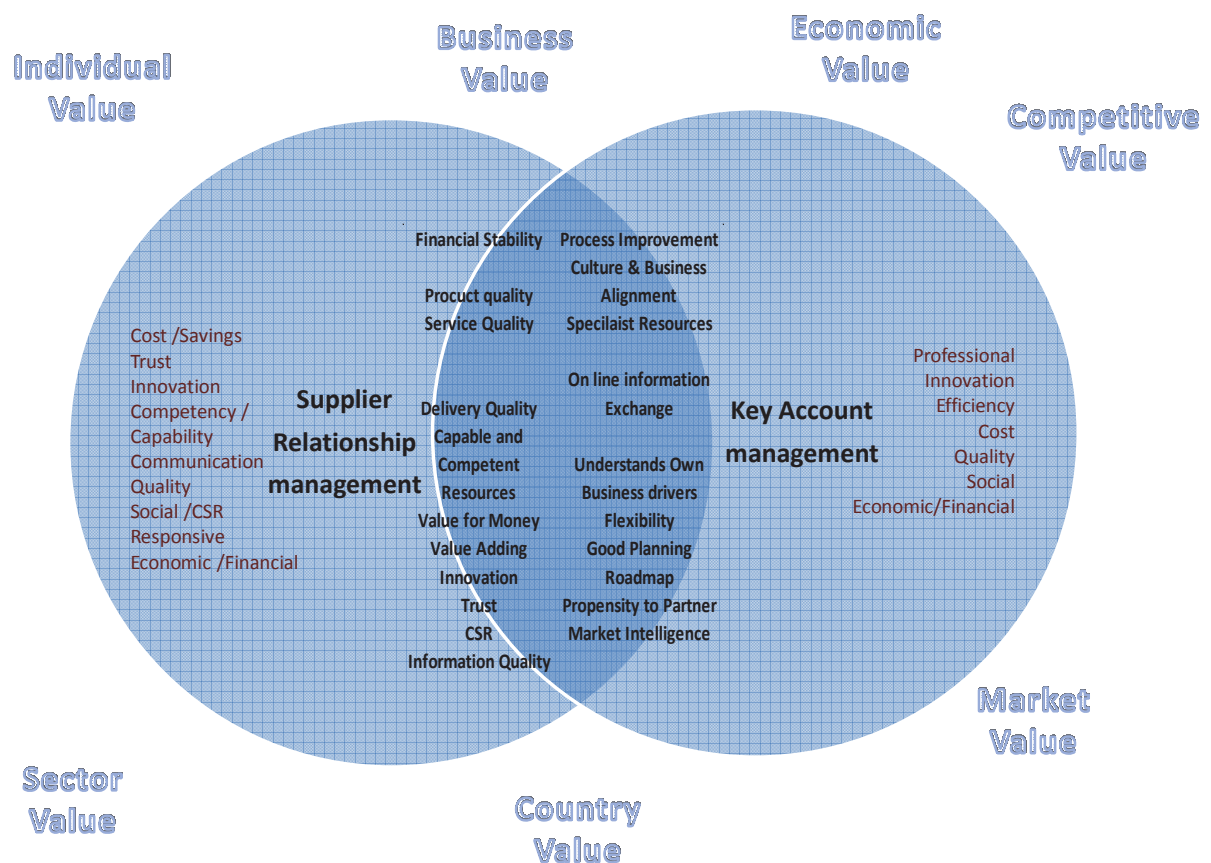 Individual
Value
Business
Value
Economic
Value
Competitive
Value
Cost /Savings
Trust
Innovation
Competency /
Capability
Communication
Quality
Social /CSR
Responsive
Economic /Financial
Supplier
Relationship
management
Financial Stability
Procuct quality
Service Quality
Delivery Quality
Capable and
Competent
Resources
Value for Money
Value Adding
Innovation
Trust
CSR
Information Quality
Process Improvement
Culture & Business
Alignment
Specilaist Resources
On line information
Exchange
Understands Own
Business drivers
Flexibility
Good Planning
Roadmap
Propensity to Partner
Market Intelligence
Key Account
management
Professional
Innovation
Efficiency
Cost
Quality
Social
Economic/Financial
Sector
Value
Country
Value
Market
Value